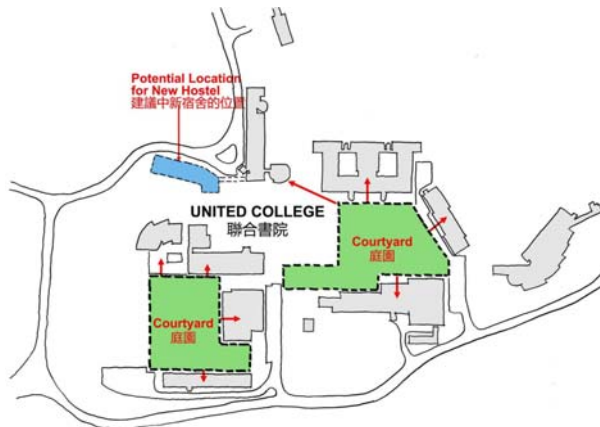 Potential Location
for New Hostel
建議中新宿舍的位置
UNITED COLLEGE
聯合書院
Courtyard
庭園
Courtyard
庭園